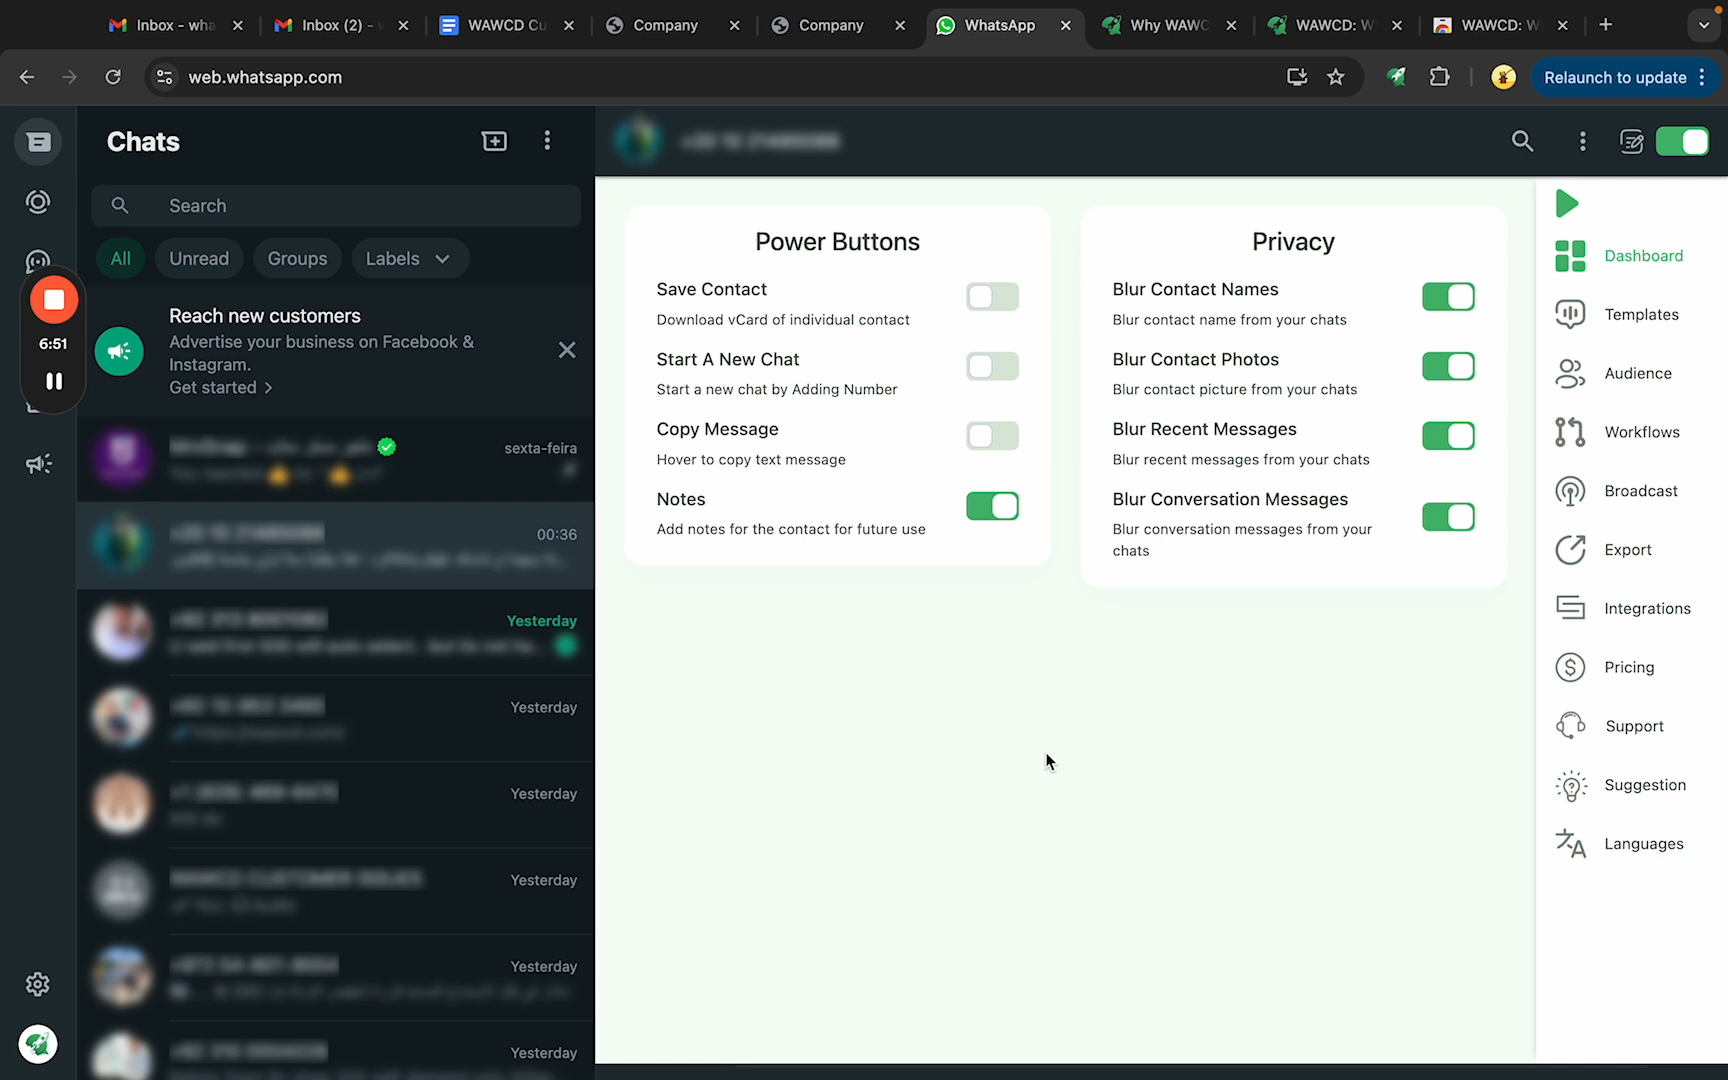 Inbox - wha
Inbox (2) -
WAWCD Cu
Company
Company
WhatsApp
Why WAWC
WAWCD: W
WAWCD: W
web.whatsapp.com
Relaunch to update
Chats
Search
All
Unread
Groups
Labels
6:51
Reach new customers
Advertise your business on Facebook &
Instagram.
Get started >
sexta-feira
00:36
Yesterday
Yesterday
Yesterday
Yesterday
Yesterday
Yesterday
Power Buttons
Save Contact
Download vCard of individual contact
Start A New Chat
Start a new chat by Adding Number
Copy Message
Hover to copy text message
Notes
Add notes for the contact for future use
Privacy
Blur Contact Names
Blur contact name from your chats
Blur Contact Photos
Blur contact picture from your chats
Blur Recent Messages
Blur recent messages from your chats
Blur Conversation Messages
Blur conversation messages from your
chats
Dashboard
Templates
Audience
Workflows
Broadcast
Export
Integrations
Pricing
Support
Suggestion
Languages